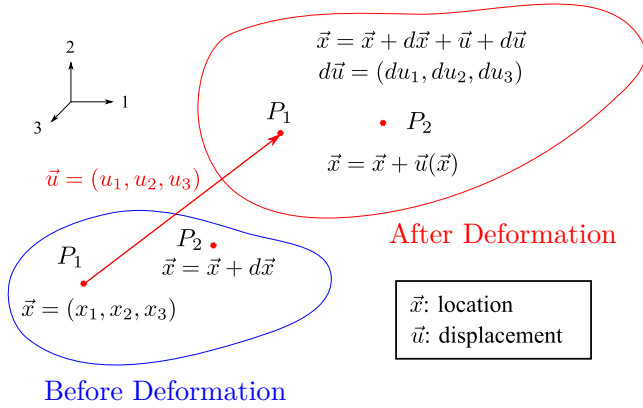 x⃗ = x⃗ + dx⃗ + u⃗ + du⃗
du⃗ = (du₁, du₂, du₃)
2
1
3
P₁
P₂
x⃗ = x⃗ + u⃗(x⃗)
u⃗ = (u₁, u₂, u₃)
After Deformation
P₁
P₂
x⃗ = x⃗ + dx⃗
x⃗ = (x₁, x₂, x₃)
x⃗: location
u⃗: displacement
Before Deformation